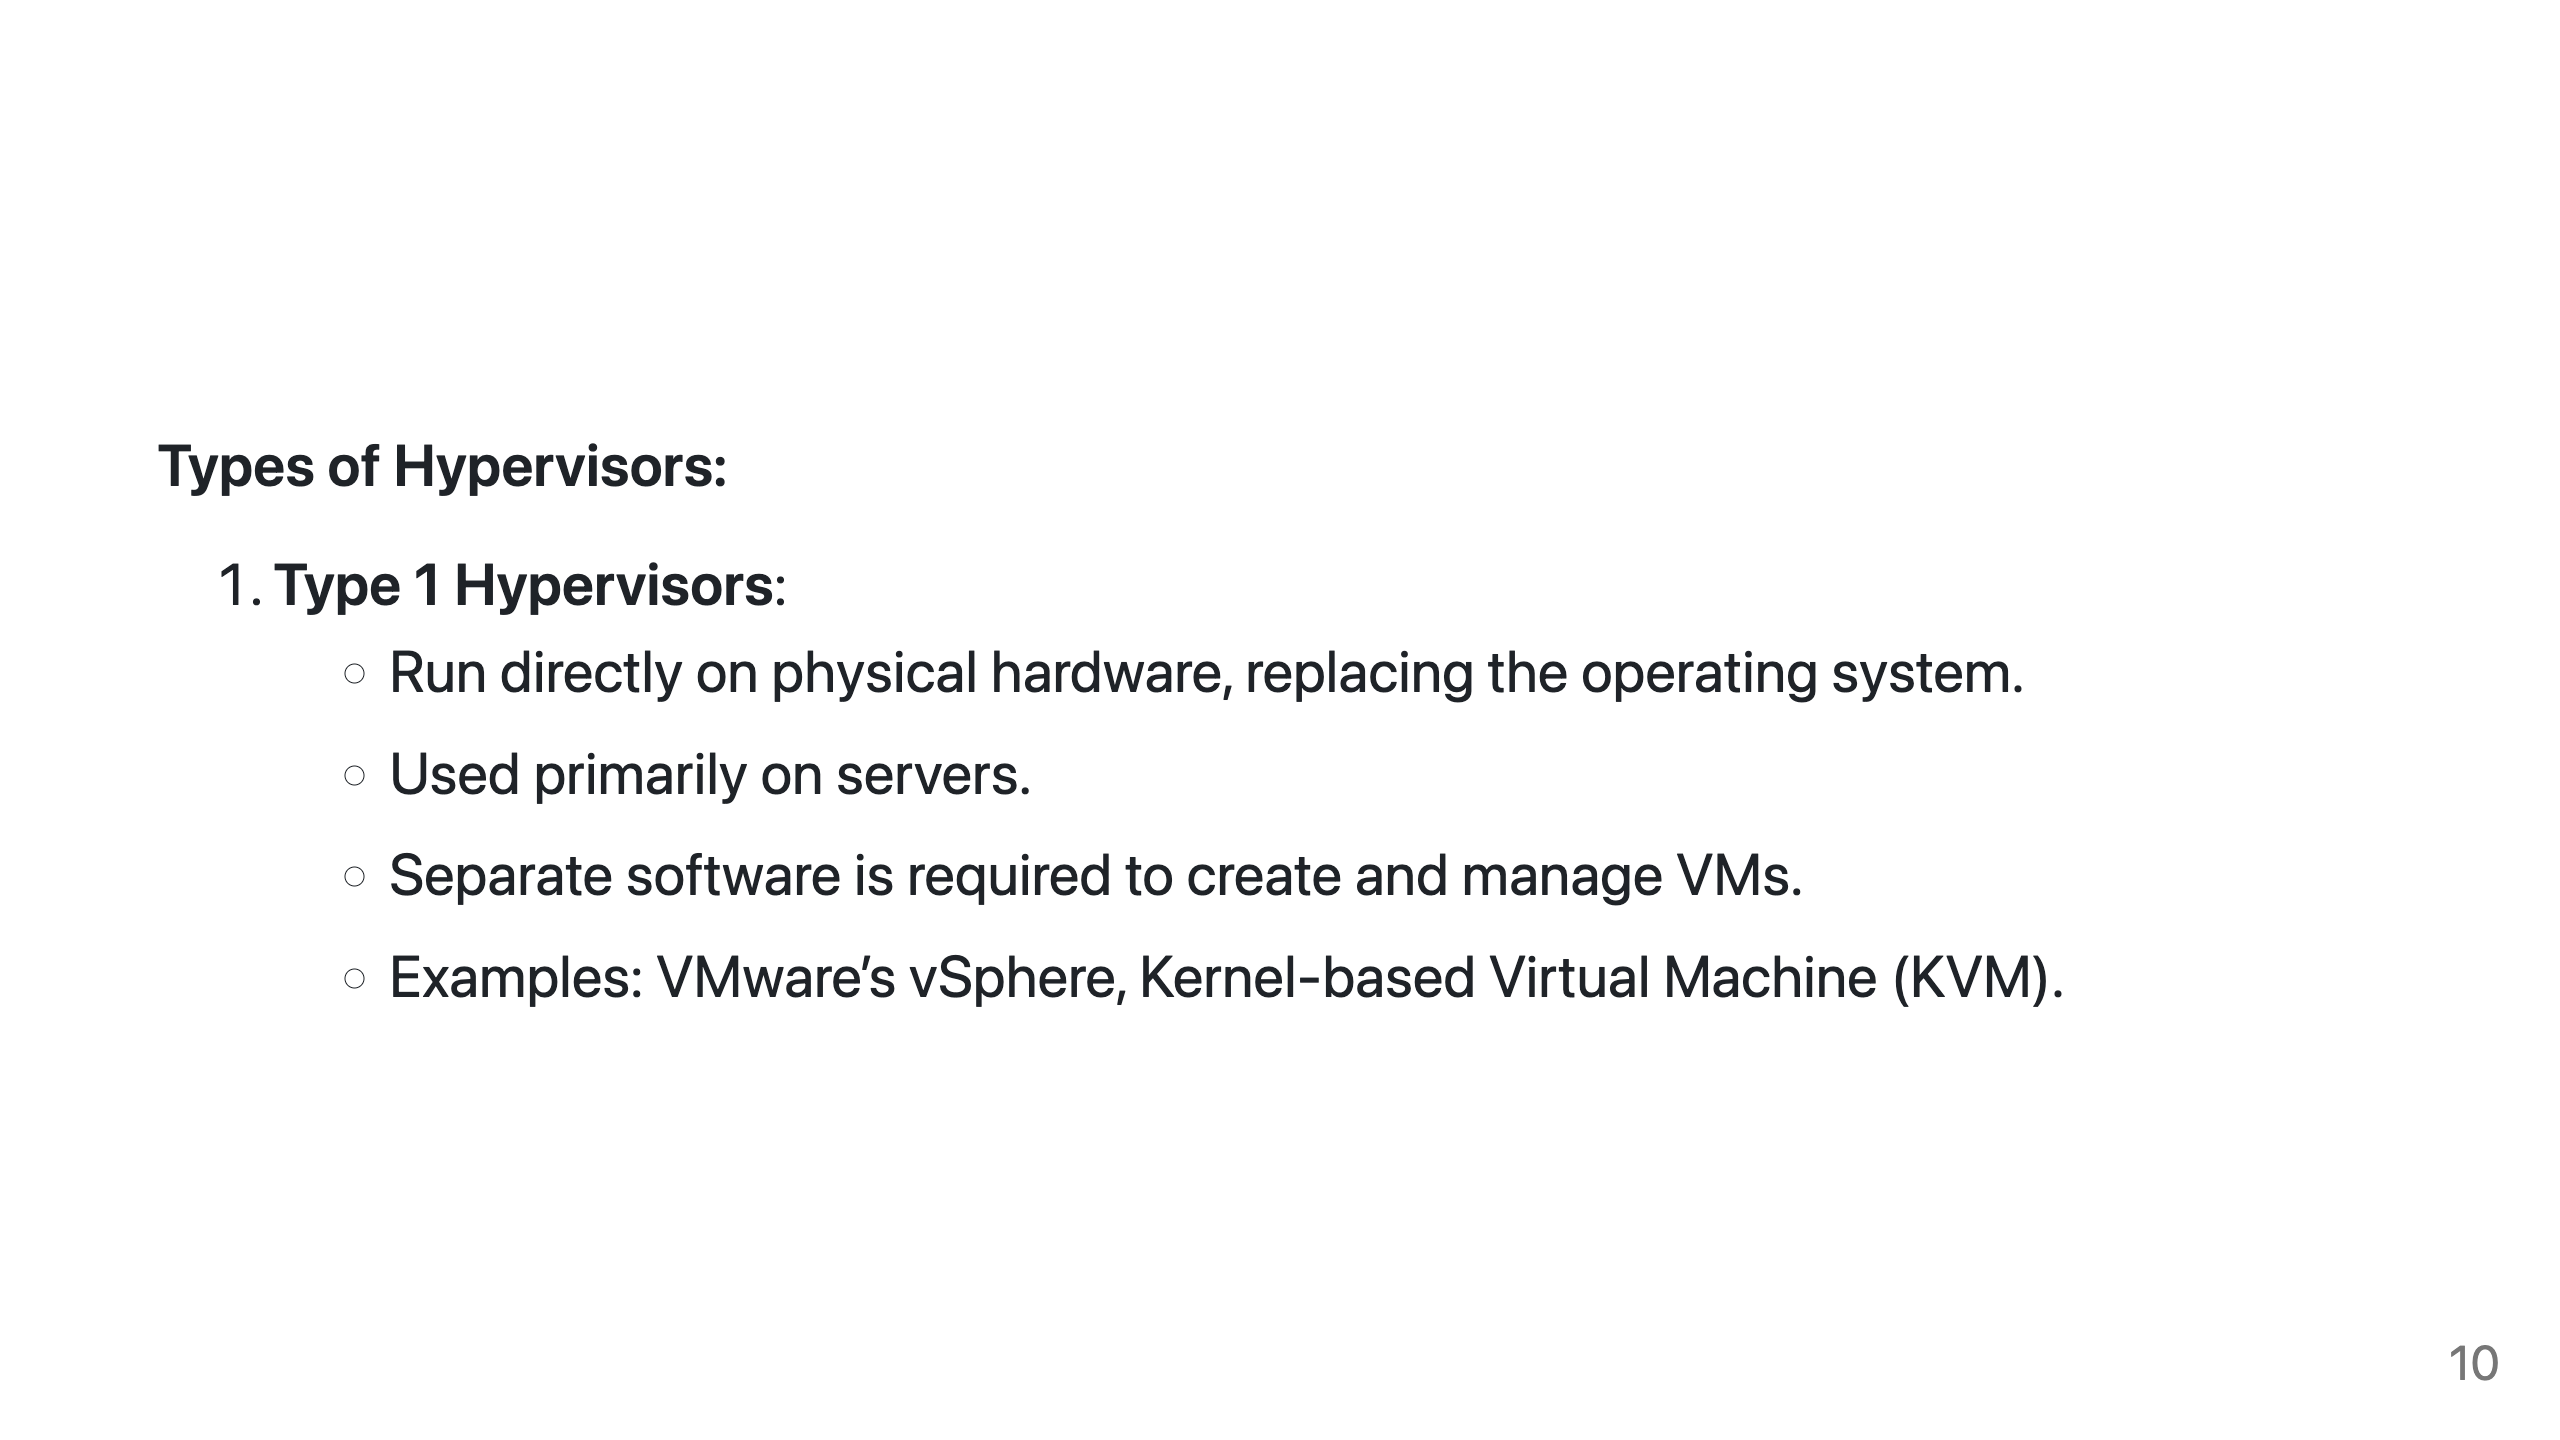 Types of Hypervisors:
1. Type 1 Hypervisors:
○ Run directly on physical hardware, replacing the operating system.
○ Used primarily on servers.
○ Separate software is required to create and manage VMs.
○ Examples: VMware’s vSphere, Kernel-based Virtual Machine (KVM).
10